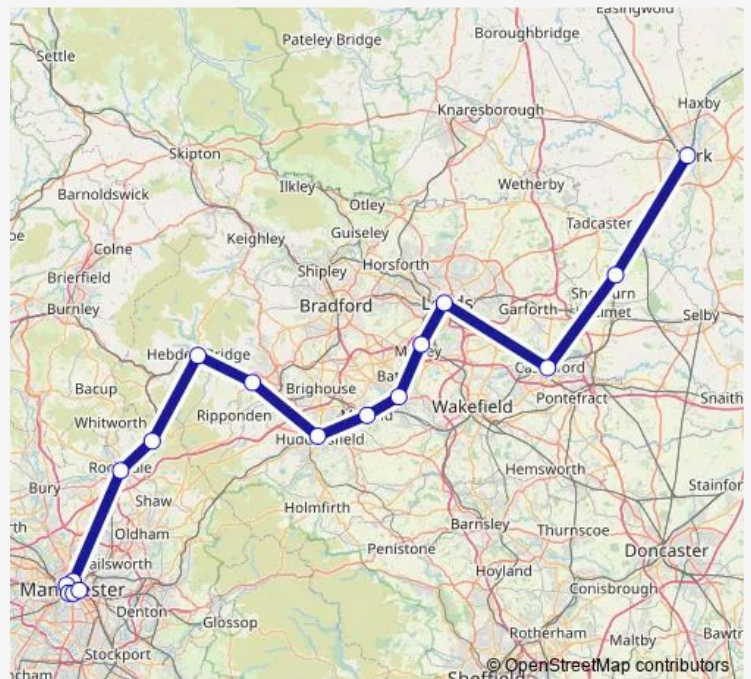 Easingwold
Pateley Bridge
Boroughbridge
Settle
Knaresborough
Haxby
Skipton
Wetherby
Ilkley
Barnoldswick
Otley
Tadcaster
Guiseley
Keighley
Colne
Horsforth
Shipley
Brierfield
Bradford
Garforth
Burnley
Selby
Bacup
Brighouse
Wakefield
Pontefract
Snaith
Ripponden
Whitworth
Hemsworth
Bury
Shaw
Holmfirth
Stainfor
Barnsley
Thurnscoe
Oldham
Penistone
Doncaster
Hoyland
Conisbrough
Denton
Glossop
Rotherham
Maltby
Bawtr
Stockport
© OpenStreetMap contributors